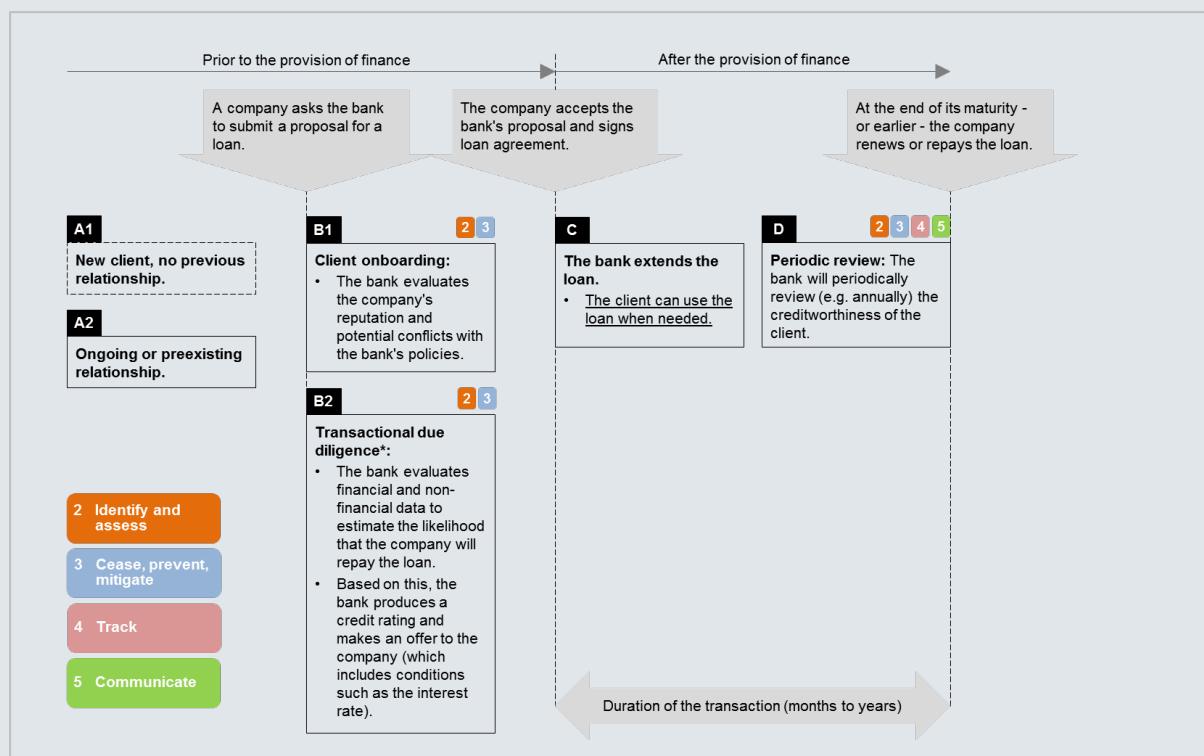 Prior to the provision of finance
After the provision of finance
A company asks the bank
to submit a proposal for a
loan.
The company accepts the
bank's proposal and signs
loan agreement.
At the end of its maturity -
or earlier - the company
renews or repays the loan.
A1
New client, no previous
relationship.
A2
Ongoing or preexisting
relationship.
B1
2 3
Client onboarding:
• The bank evaluates
the company's
reputation and
potential conflicts with
the bank's policies.
B2
2 3
Transactional due
diligence*:
• The bank evaluates
financial and non-
financial data to
estimate the likelihood
that the company will
repay the loan.
• Based on this, the
bank produces a
credit rating and
makes an offer to the
company (which
includes conditions
such as the interest
rate).
C
The bank extends the
loan.
• The client can use the
loan when needed.
D
2 3 4 5
Periodic review: The
bank will periodically
review (e.g. annually) the
creditworthiness of the
client.
2 Identify and
assess
3 Cease, prevent,
mitigate
4 Track
5 Communicate
Duration of the transaction (months to years)